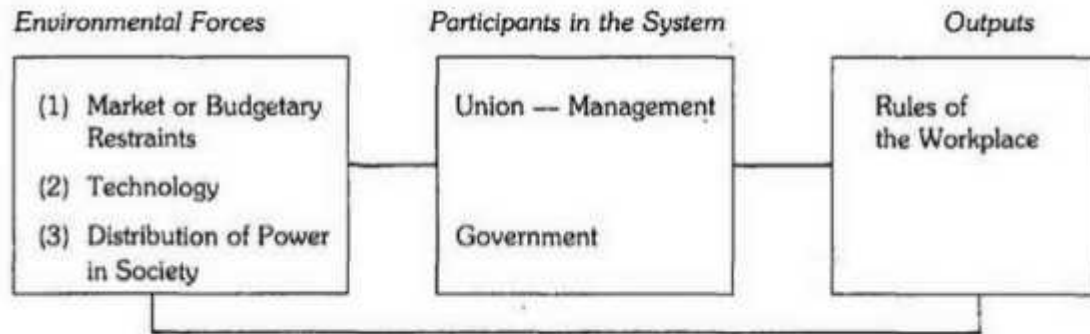 Environmental Forces
Participants in the System
Outputs
(1) Market or Budgetary
Restraints
(2) Technology
(3) Distribution of Power
in Society
Union — Management
Government
Rules of
the Workplace